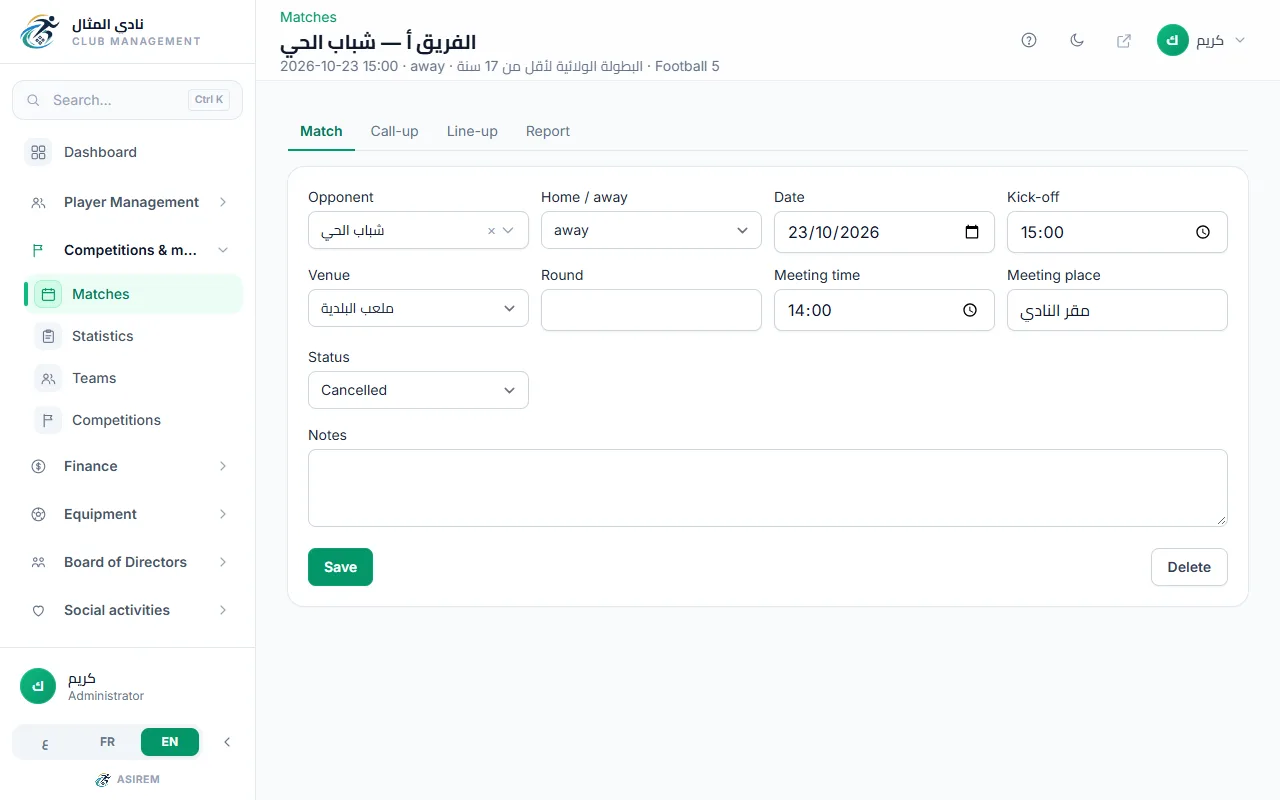 نادي المثال
CLUB MANAGEMENT
Search...
Ctrl K
Dashboard
Player Management
Competitions & m...
Matches
Statistics
Teams
Competitions
Finance
Equipment
Board of Directors
Social activities
كريم
Administrator
ع
FR
EN
ASIREM
Matches
الفريق أ — شباب الحي
2026-10-23 15:00 · away · البطولة الولائية لأقل من 17 سنة · Football 5
ك
كريم
Match
Call-up
Line-up
Report
Opponent
Home / away
Date
Kick-off
شباب الحي
away
23/10/2026
15:00
Venue
Round
Meeting time
Meeting place
ملعب البلدية
14:00
مقر النادي
Status
Cancelled
Notes
Save
Delete